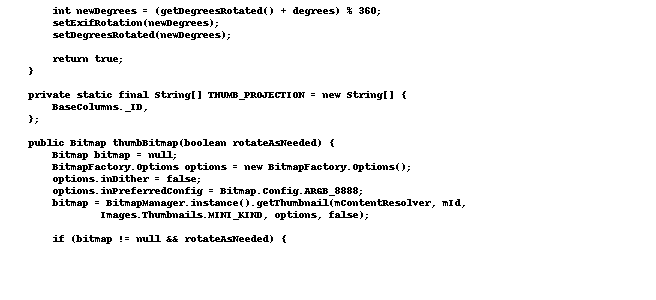 int newDegrees = (getDegreesRotated() + degrees) % 360;
setExifRotation(newDegrees);
setDegreesRotated(newDegrees);
return true;
}
private static final String[] THUMB_PROJECTION = new String[] {
BaseColumns._ID,
};
public Bitmap thumbBitmap(boolean rotateAsNeeded) {
Bitmap bitmap = null;
BitmapFactory.Options options = new BitmapFactory.Options();
options.inDither = false;
options.inPreferredConfig = Bitmap.Config.ARGB_8888;
bitmap = BitmapManager.instance().getThumbnail(mContentResolver, mId,
Images.Thumbnails.MINI_KIND, options, false);
if (bitmap != null && rotateAsNeeded) {